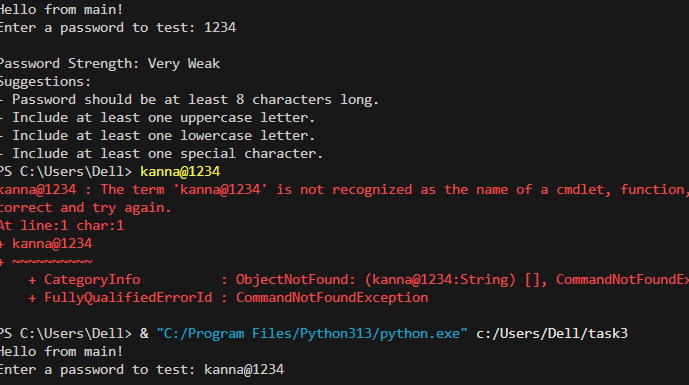 Hello from main!
Enter a password to test: 1234
Password Strength: Very Weak
Suggestions:
- Password should be at least 8 characters long.
- Include at least one uppercase letter.
- Include at least one lowercase letter.
- Include at least one special character.
PS C:\Users\Dell> kanna@1234
kanna@1234 : The term 'kanna@1234' is not recognized as the name of a cmdlet, function,
correct and try again.
At line:1 char:1
+ kanna@1234
+ ~~~~~~~~~~
+ CategoryInfo : ObjectNotFound: (kanna@1234:String) [], CommandNotFoundEx
+ FullyQualifiedErrorId : CommandNotFoundException
PS C:\Users\Dell> & "C:/Program Files/Python313/python.exe" c:/Users/Dell/task3
Hello from main!
Enter a password to test: kanna@1234